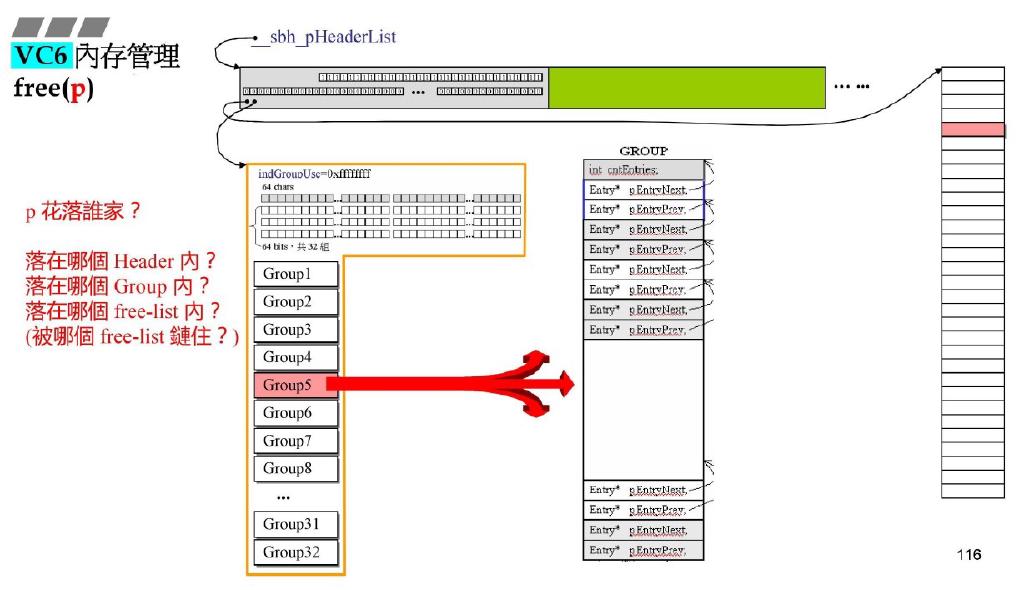 VC6 內存管理
free(p)
__sbh_pHeaderList
... ...
...
p 花落誰家？
落在哪個 Header 內？
落在哪個 Group 內？
落在哪個 free-list 內？
(被哪個 free-list 鏈住？)
indGroupUse=0xffffffff
64 chars
64 bits，共 32 組
Group1
Group2
Group3
Group4
Group5
Group6
Group7
Group8
...
Group31
Group32
GROUP
int cntEntries;
Entry* pEntryNext;
Entry* pEntryPrev;
Entry* pEntryNext;
Entry* pEntryPrev;
Entry* pEntryNext;
Entry* pEntryPrev;
Entry* pEntryNext;
Entry* pEntryPrev;
Entry* pEntryNext;
Entry* pEntryPrev;
Entry* pEntryNext;
Entry* pEntryPrev;
116